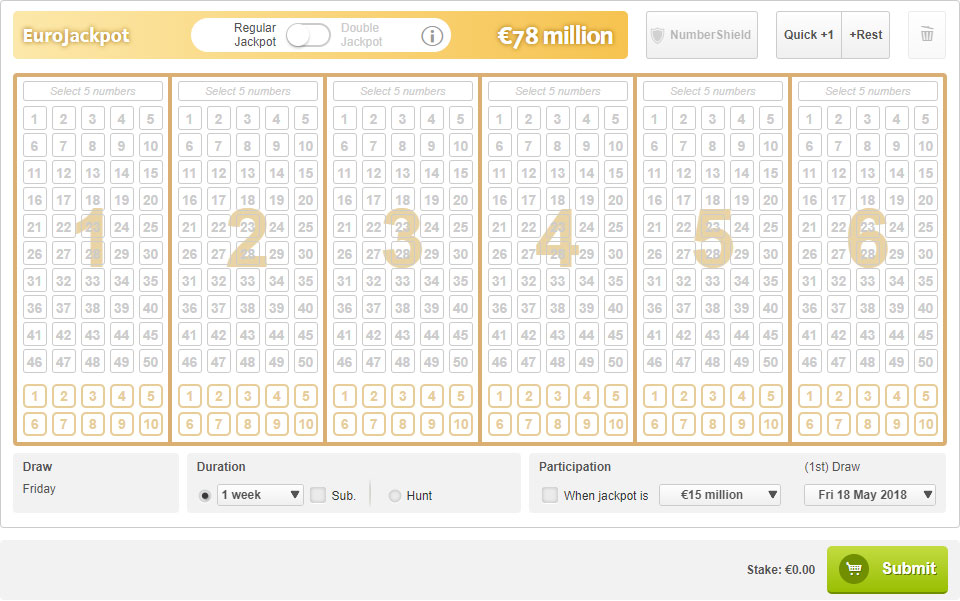 EuroJackpot Regular Jackpot Double Jackpot i €78 million NumberShield Quick +1 +Rest
Select 5 numbers Select 5 numbers Select 5 numbers Select 5 numbers Select 5 numbers Select 5 numbers
1 2 3 4 5 1 2 3 4 5 1 2 3 4 5 1 2 3 4 5 1 2 3 4 5 1 2 3 4 5
6 7 8 9 10 6 7 8 9 10 6 7 8 9 10 6 7 8 9 10 6 7 8 9 10 6 7 8 9 10
11 12 13 14 15 11 12 13 14 15 11 12 13 14 15 11 12 13 14 15 11 12 13 14 15 11 12 13 14 15
16 17 18 19 20 16 17 18 19 20 16 17 18 19 20 16 17 18 19 20 16 17 18 19 20 16 17 18 19 20
21 22 23 24 25 21 22 23 24 25 21 22 23 24 25 21 22 23 24 25 21 22 23 24 25 21 22 23 24 25
1 2 3 4 5 6
26 27 28 29 30 26 27 28 29 30 26 27 28 29 30 26 27 28 29 30 26 27 28 29 30 26 27 28 29 30
31 32 33 34 35 31 32 33 34 35 31 32 33 34 35 31 32 33 34 35 31 32 33 34 35 31 32 33 34 35
36 37 38 39 40 36 37 38 39 40 36 37 38 39 40 36 37 38 39 40 36 37 38 39 40 36 37 38 39 40
41 42 43 44 45 41 42 43 44 45 41 42 43 44 45 41 42 43 44 45 41 42 43 44 45 41 42 43 44 45
46 47 48 49 50 46 47 48 49 50 46 47 48 49 50 46 47 48 49 50 46 47 48 49 50 46 47 48 49 50
1 2 3 4 5 1 2 3 4 5 1 2 3 4 5 1 2 3 4 5 1 2 3 4 5 1 2 3 4 5
6 7 8 9 10 6 7 8 9 10 6 7 8 9 10 6 7 8 9 10 6 7 8 9 10 6 7 8 9 10
Draw Duration Participation (1st) Draw
Friday 1 week Sub. Hunt When jackpot is €15 million Fri 18 May 2018
Stake: €0.00 Submit